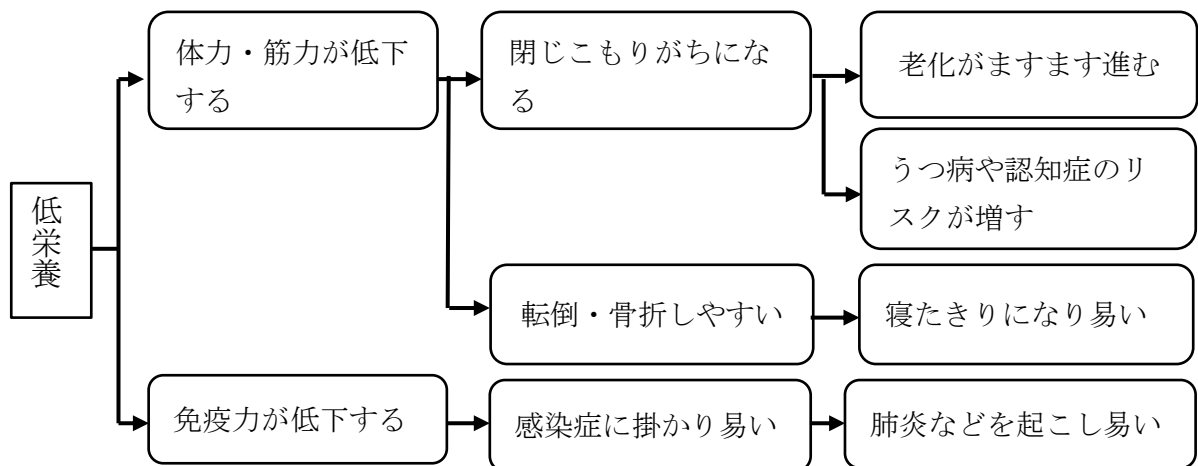 低栄養
体力・筋力が低下
する
閉じこもりがちにな
る
老化がますます進む
うつ病や認知症のリ
スクが増す
転倒・骨折しやすい
寝たきりになり易い
免疫力が低下する
感染症に掛かり易い
肺炎などを起こし易い